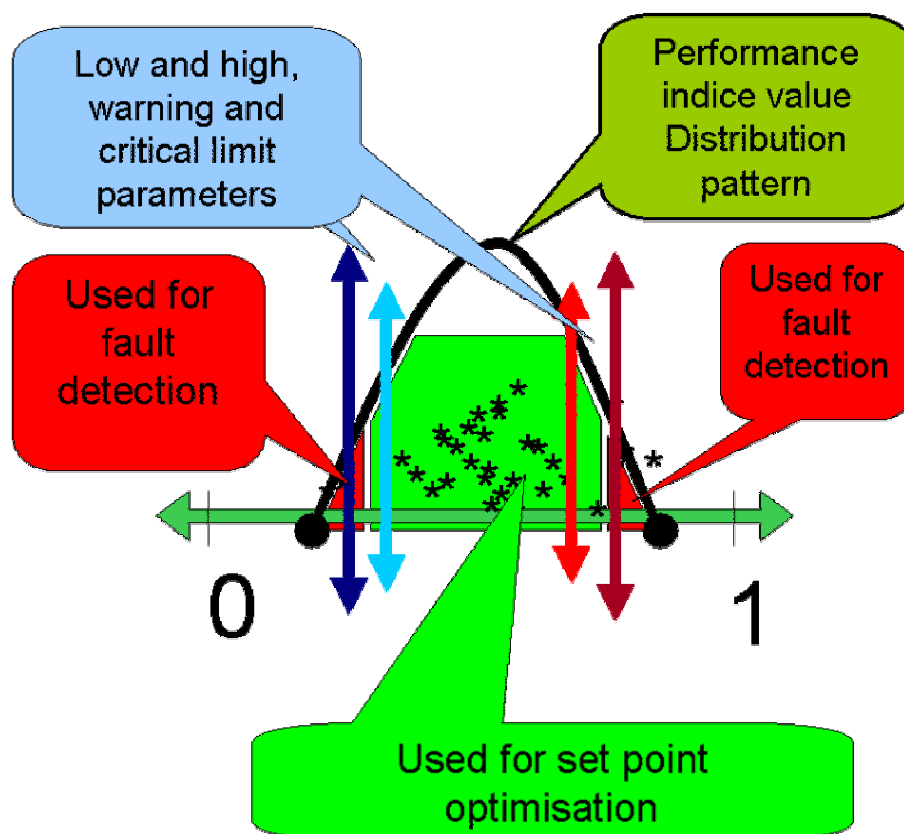 Low and high,
warning and
critical limit
parameters
Performance
indice value
Distribution
pattern
Used for
fault
detection
Used for
fault
detection
0
1
Used for set point
optimisation